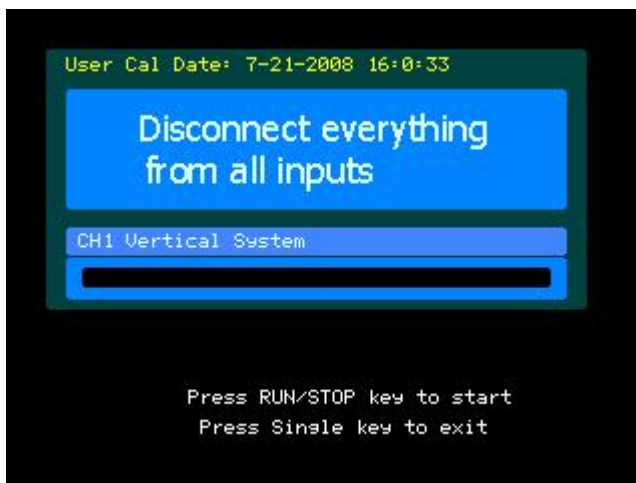 User Cal Date: 7-21-2008 16:0:33
Disconnect everything
from all inputs
CH1 Vertical System
Press RUN/STOP key to start
Press Single key to exit